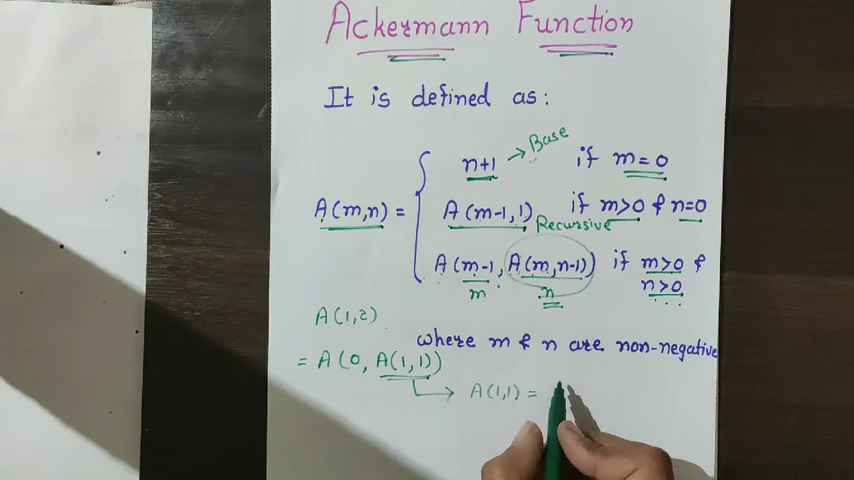 Ackermann Function
It is defined as:
n+1 → Base if m=0
A(m,n) = { A(m-1, 1) if m>0 & n=0
Recussive
A(m-1, A(m,n-1)) if m>0 &
n>0
m n
A(1,2)
where m & n are non-negative
= A(0, A(1,1))
A(1,1) =